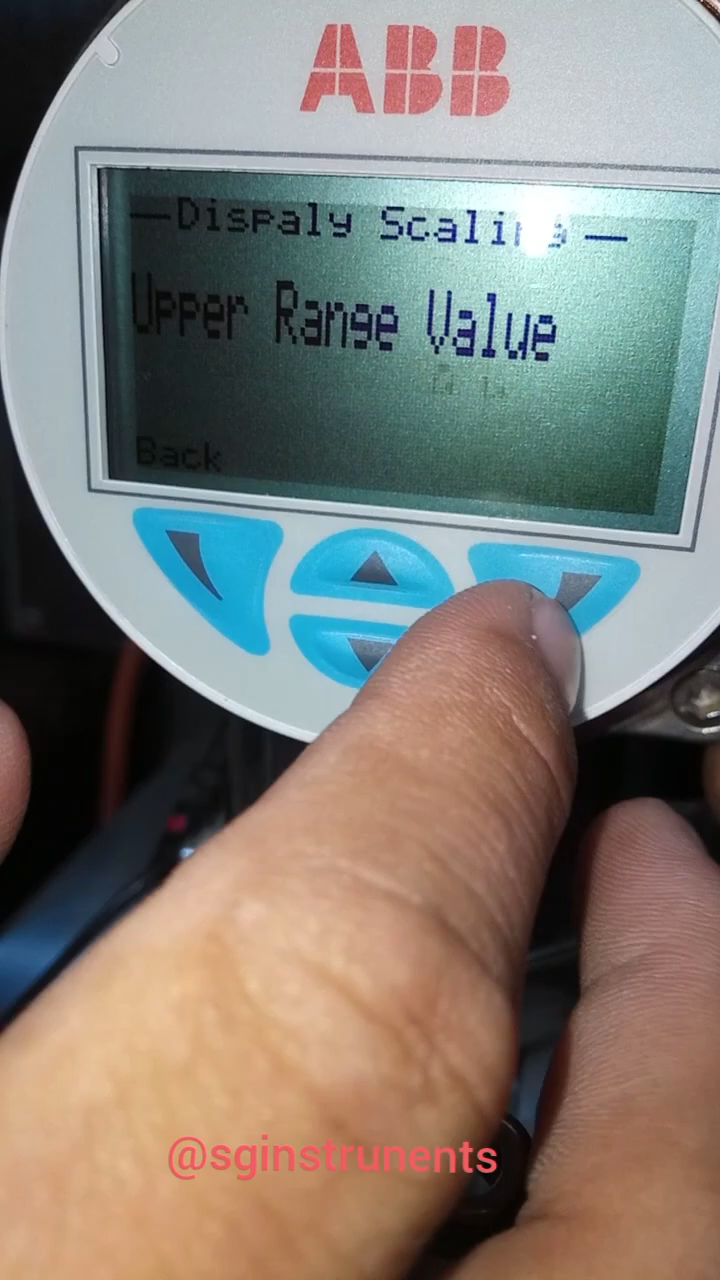 ABB
—Dispaly Scaling—
Upper Range Value
Back
@sginstrunents